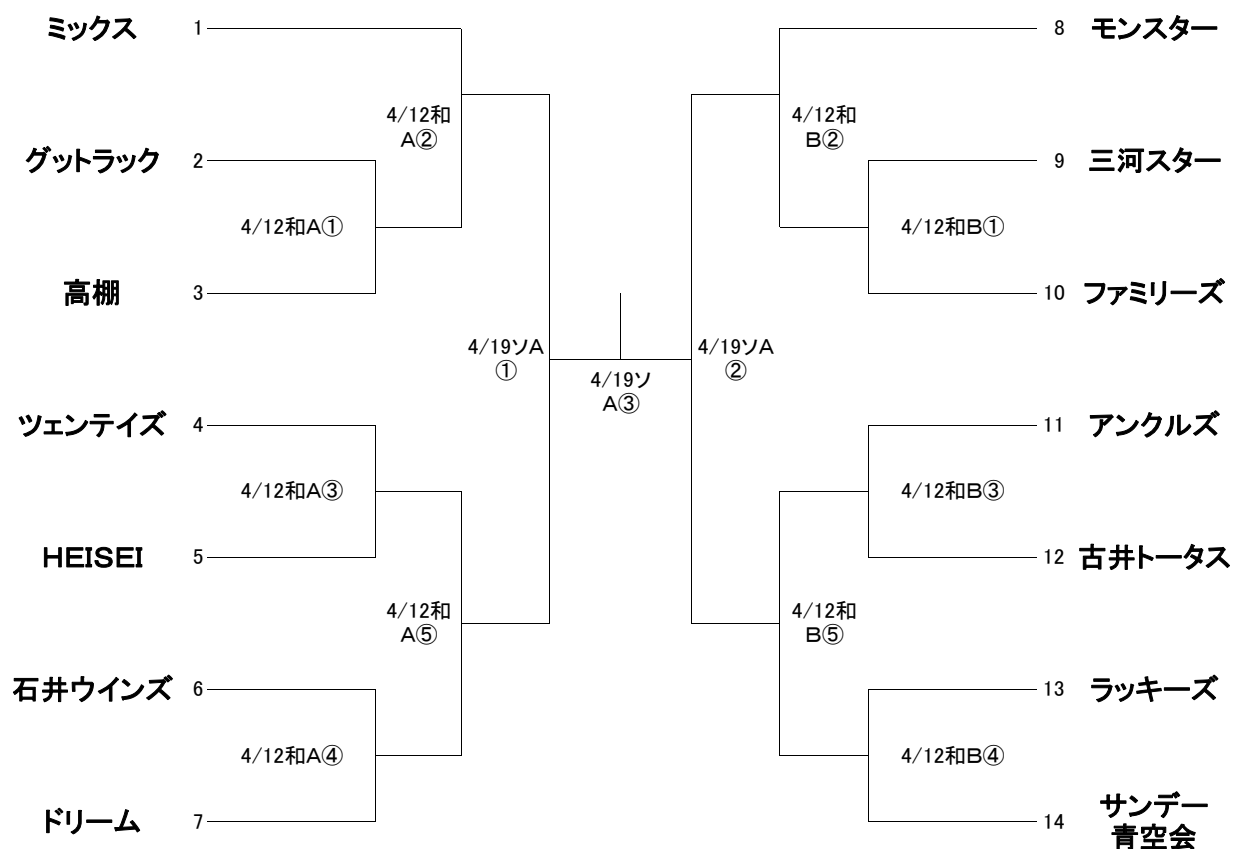 ミックス 1
4/12和
A②
グットラック 2
4/12和A①
高棚 3
4/19ソA
①
ツェンテイズ 4
4/12和A③
HEISEI 5
4/12和
A⑤
石井ウインズ 6
4/12和A④
ドリーム 7
4/19ソ
A③
8 モンスター
4/12和
B②
9 三河スター
4/12和B①
10 ファミリーズ
4/19ソA
②
11 アンクルズ
4/12和B③
12 古井トータス
4/12和
B⑤
13 ラッキーズ
4/12和B④
14 サンデー
青空会